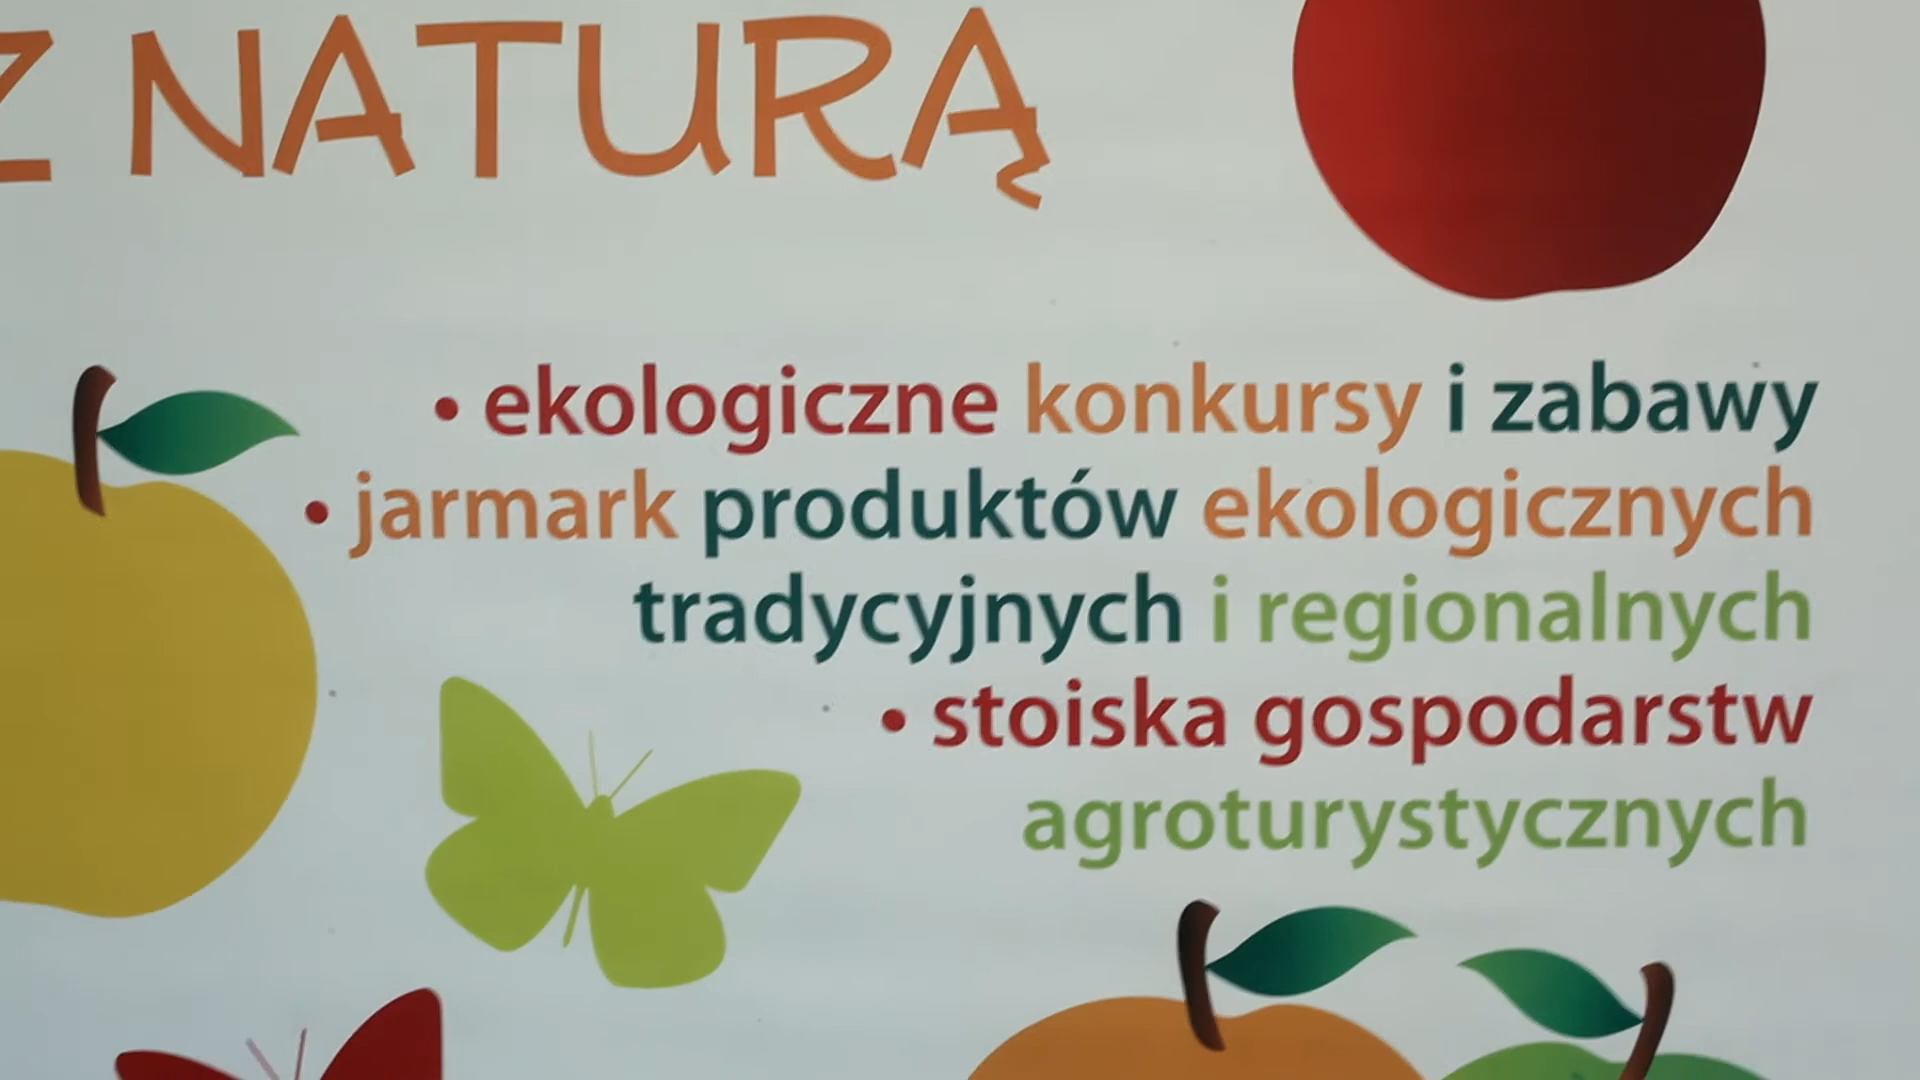 Z NATURĄ
• ekologiczne konkursy i zabawy
• jarmark produktów ekologicznych
tradycyjnych i regionalnych
• stoiska gospodarstw
agroturystycznych